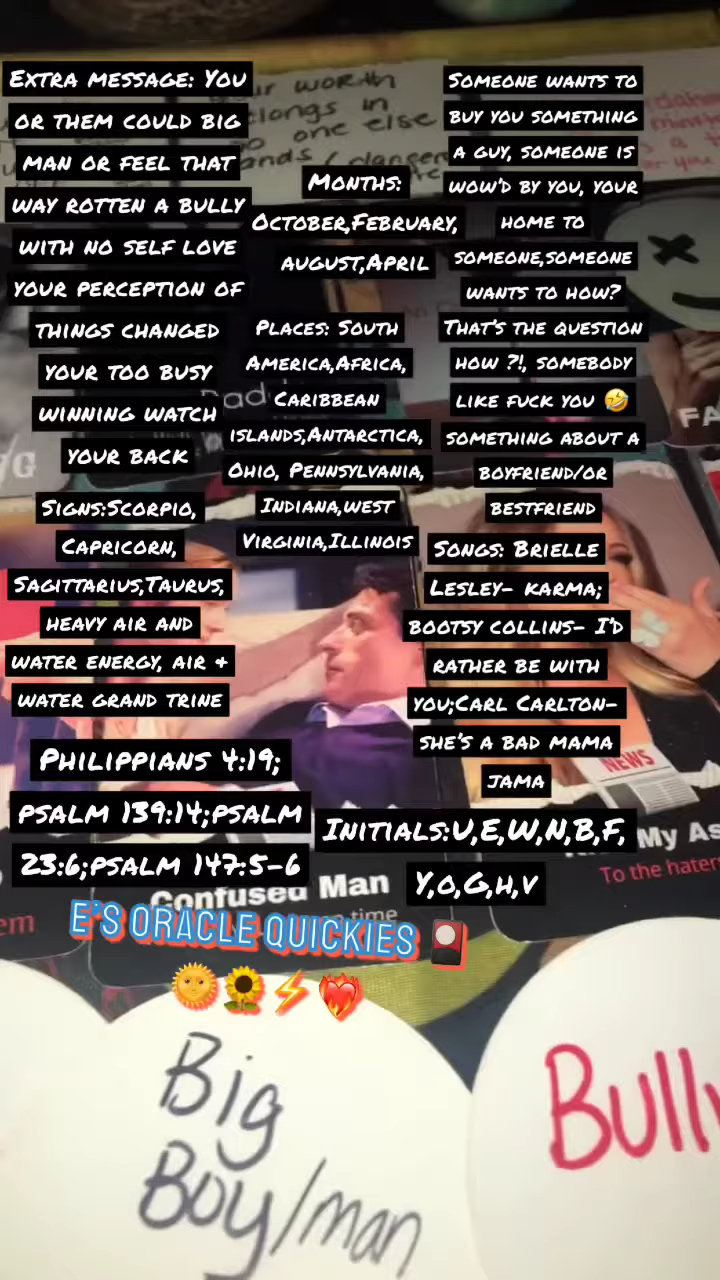 Extra message: You
or them could big
man or feel that
way rotten a bully
with no self love
your perception of
things changed
your too busy
winning watch
your back
Signs:Scorpio,
Capricorn,
Sagittarius,Taurus,
heavy air and
water energy, air +
water grand trine
Philippians 4:19;
psalm 139:14;psalm
23:6;psalm 147:5-6
worth
in
one else
Months:
October,February,
august,April
Places: South
America,Africa,
Caribbean
islands,Antarctica,
Ohio, Pennsylvania,
Indiana,west
Virginia,Illinois
Someone wants to
buy you something
a guy, someone is
wow'd by you, your
home to
someone,someone
wants to how?
That's the question
how ?!, somebody
like fuck you 🤣
something about a
boyfriend/or
bestfriend
Songs: Brielle
Lesley- karma;
bootsy collins- I'd
rather be with
you;Carl Carlton-
she's a bad mama
jama
Initials:U,E,W,N,B,F,
Y,O,G,H,V
NEWS
Confused Man
time
My As
To the haters
E'S ORACLE QUICKIES 🎴
🌞🌻⚡❤️‍🔥
Big
Boy/man
Bull